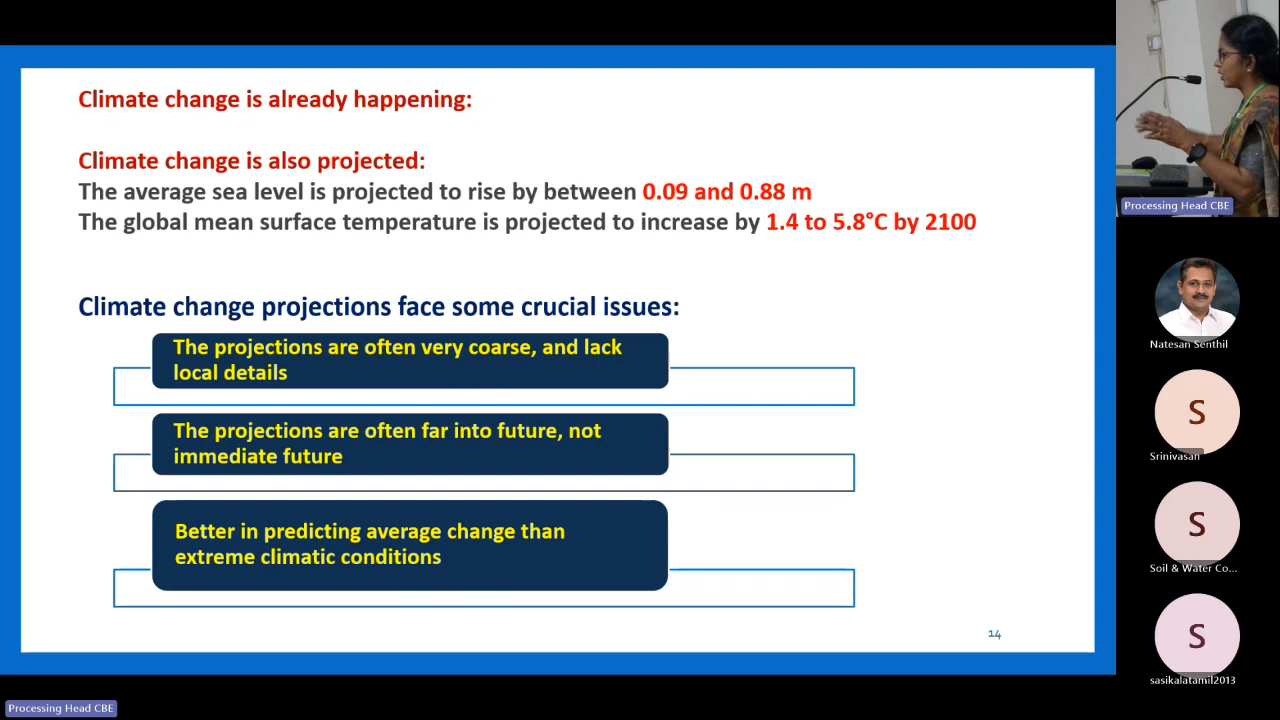 Climate change is already happening:
Climate change is also projected:
The average sea level is projected to rise by between 0.09 and 0.88 m
The global mean surface temperature is projected to increase by 1.4 to 5.8°C by 2100
Climate change projections face some crucial issues:
The projections are often very coarse, and lack
local details
The projections are often far into future, not
immediate future
Better in predicting average change than
extreme climatic conditions
14
Processing Head CBE
Natesan Senthil
S
Srinivasan
S
Soil & Water Co...
S
sasikalatamil2013
Processing Head CBE